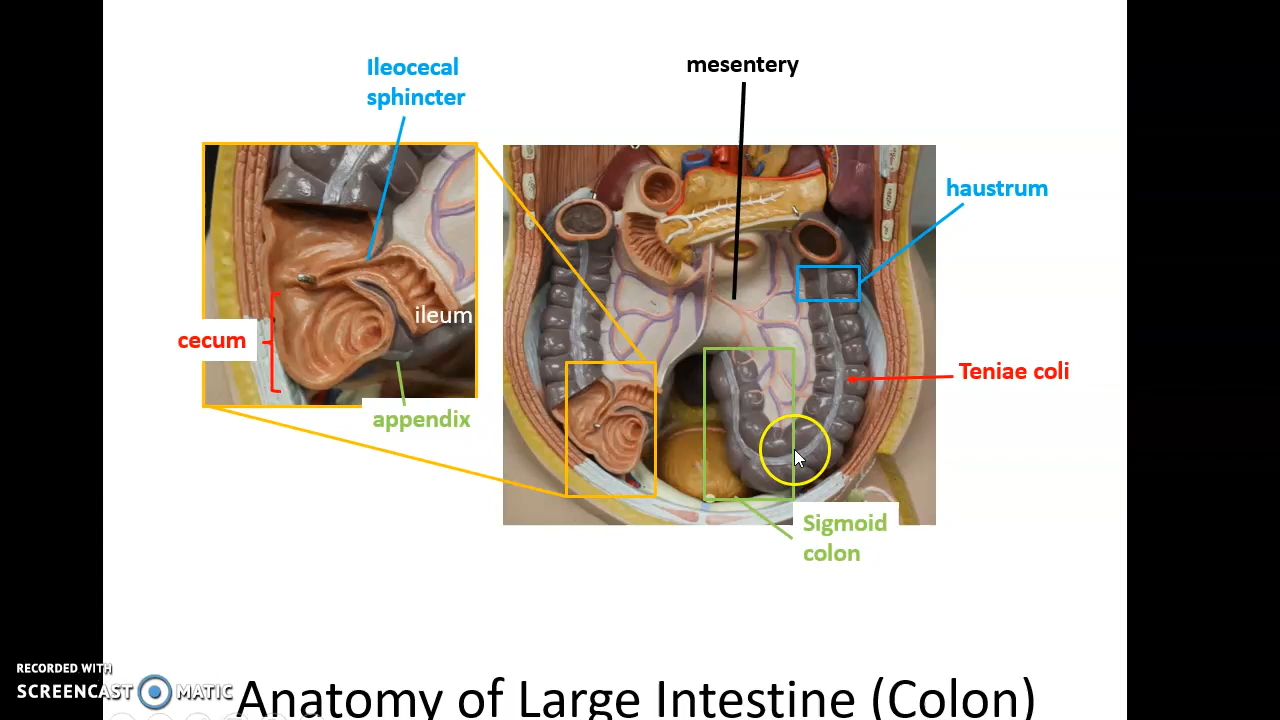 Ileocecal
sphincter
mesentery
haustrum
cecum
ileum
appendix
Teniae coli
Sigmoid
colon
RECORDED WITH
SCREENCAST MATIC
Anatomy of Large Intestine (Colon)